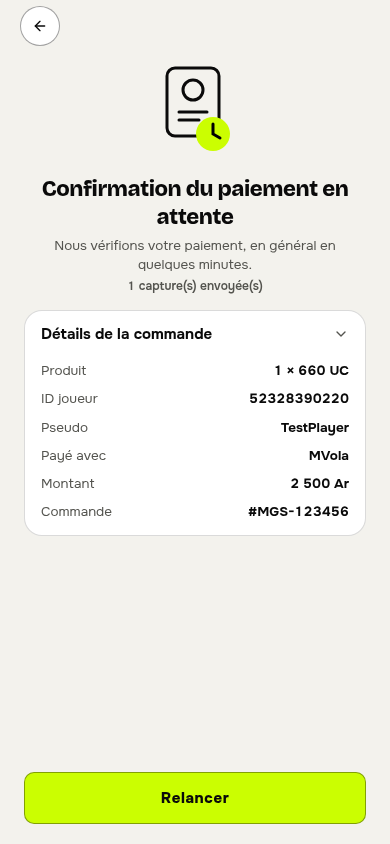 Confirmation du paiement en
attente
Nous vérifions votre paiement, en général en
quelques minutes.
1 capture(s) envoyée(s)
Détails de la commande
Produit 1 × 660 UC
ID joueur 52328390220
Pseudo TestPlayer
Payé avec MVola
Montant 2 500 Ar
Commande #MGS-123456
Relancer